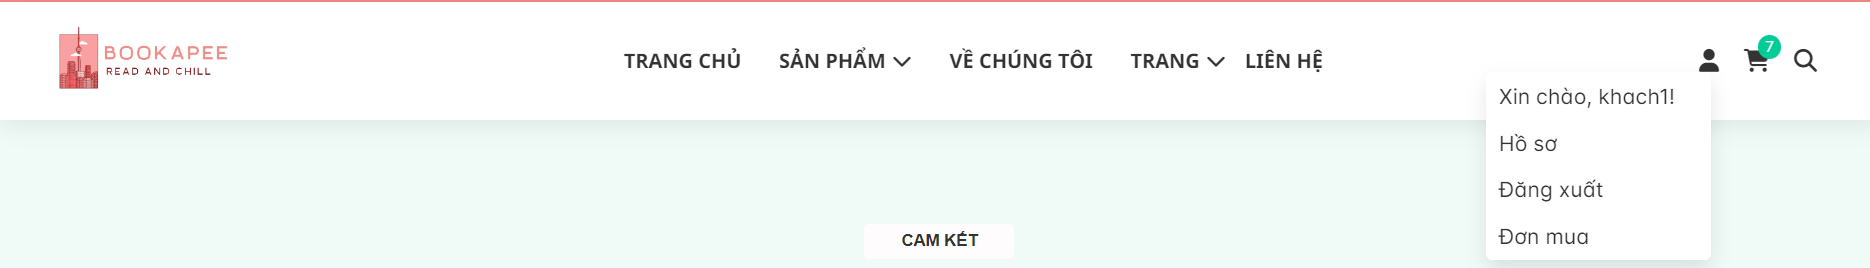 BOOKAPEE
READ AND CHILL
TRANG CHỦ
SẢN PHẨM
VỀ CHÚNG TÔI
TRANG
LIÊN HỆ
7
Xin chào, khach1!
Hồ sơ
Đăng xuất
Đơn mua
CAM KẾT